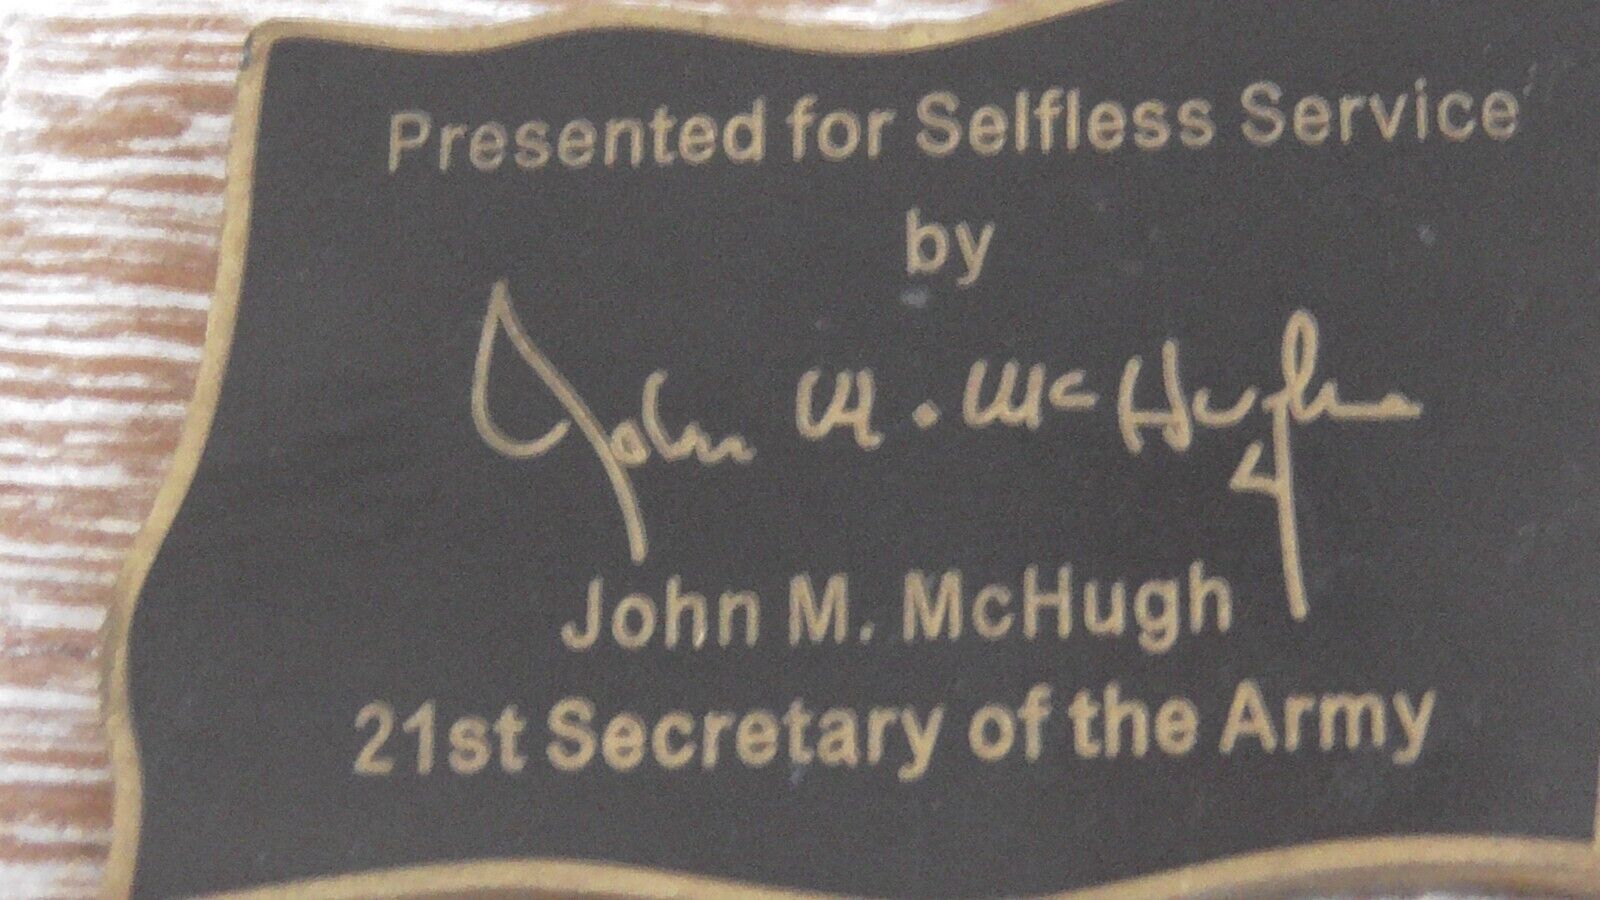 Presented for Selfless Service
by
John M. McHugh
John M. McHugh
21st Secretary of the Army